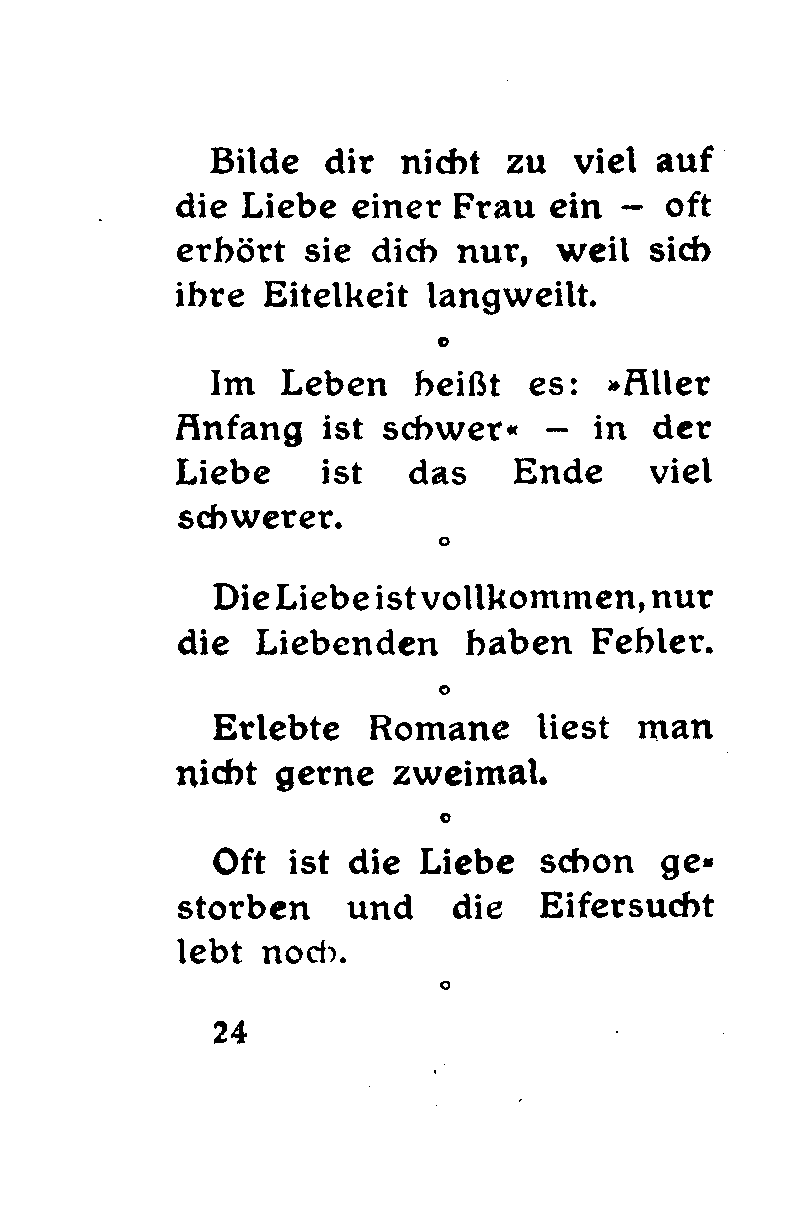 Bilde dir nicht zu viel auf
die Liebe einer Frau ein – oft
erhört sie dich nur, weil sich
ihre Eitelkeit langweilt.
°
Im Leben heißt es: »Aller
Anfang ist schwer« – in der
Liebe ist das Ende viel
schwerer.
°
Die Liebe ist vollkommen, nur
die Liebenden haben Fehler.
°
Erlebte Romane liest man
nicht gerne zweimal.
°
Oft ist die Liebe schon ge-
storben und die Eifersucht
lebt noch.
°
24